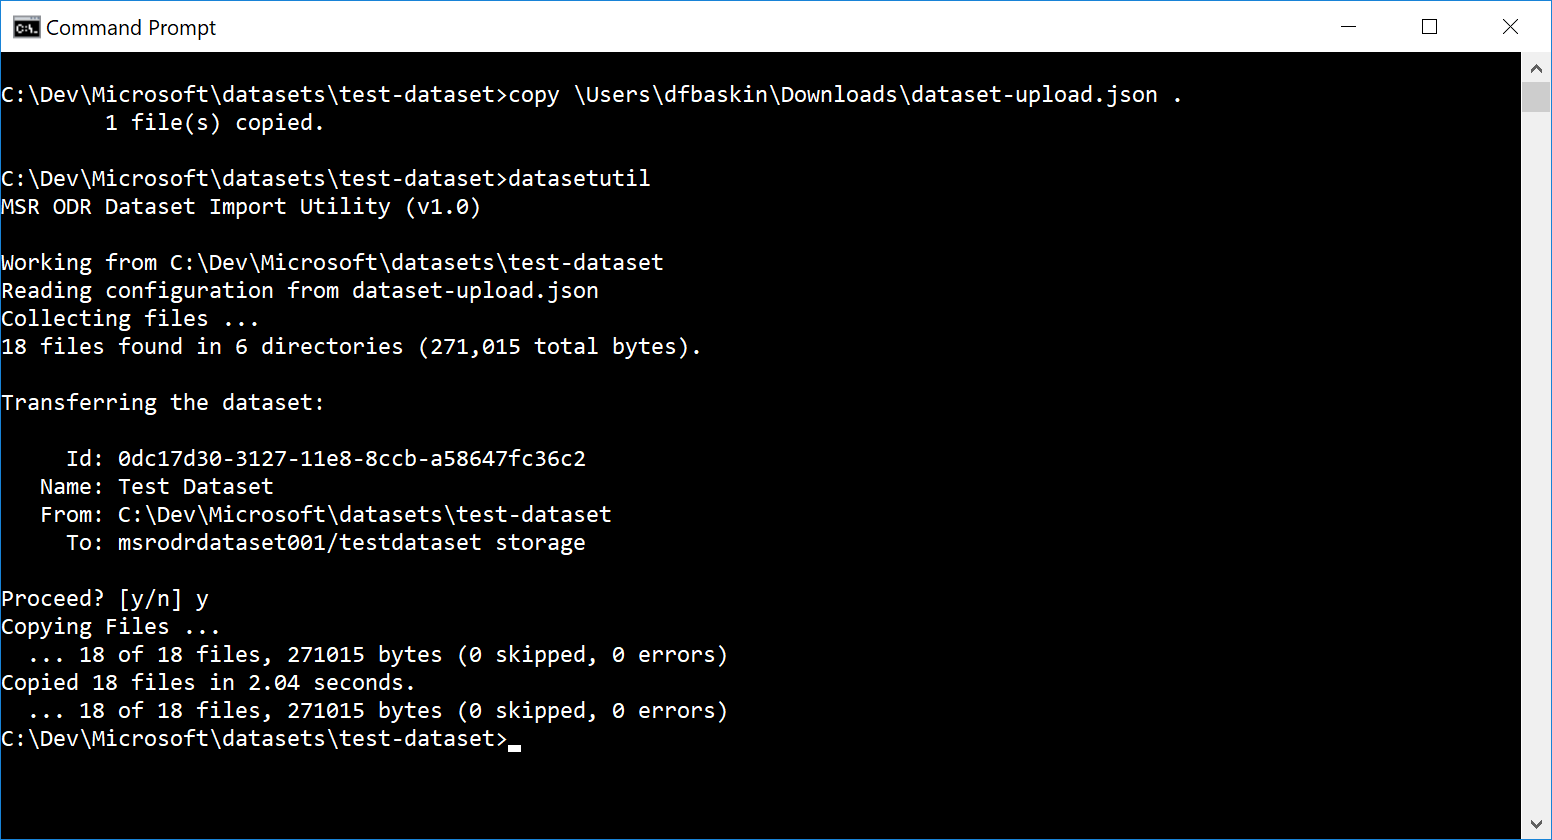 Command Prompt
C:\Dev\Microsoft\datasets\test-dataset>copy \Users\dfbaskin\Downloads\dataset-upload.json .
        1 file(s) copied.
C:\Dev\Microsoft\datasets\test-dataset>datasetutil
MSR ODR Dataset Import Utility (v1.0)
Working from C:\Dev\Microsoft\datasets\test-dataset
Reading configuration from dataset-upload.json
Collecting files ...
18 files found in 6 directories (271,015 total bytes).
Transferring the dataset:
     Id: 0dc17d30-3127-11e8-8ccb-a58647fc36c2
   Name: Test Dataset
   From: C:\Dev\Microsoft\datasets\test-dataset
     To: msrodrdataset001/testdataset storage
Proceed? [y/n] y
Copying Files ...
  ... 18 of 18 files, 271015 bytes (0 skipped, 0 errors)
Copied 18 files in 2.04 seconds.
  ... 18 of 18 files, 271015 bytes (0 skipped, 0 errors)
C:\Dev\Microsoft\datasets\test-dataset>